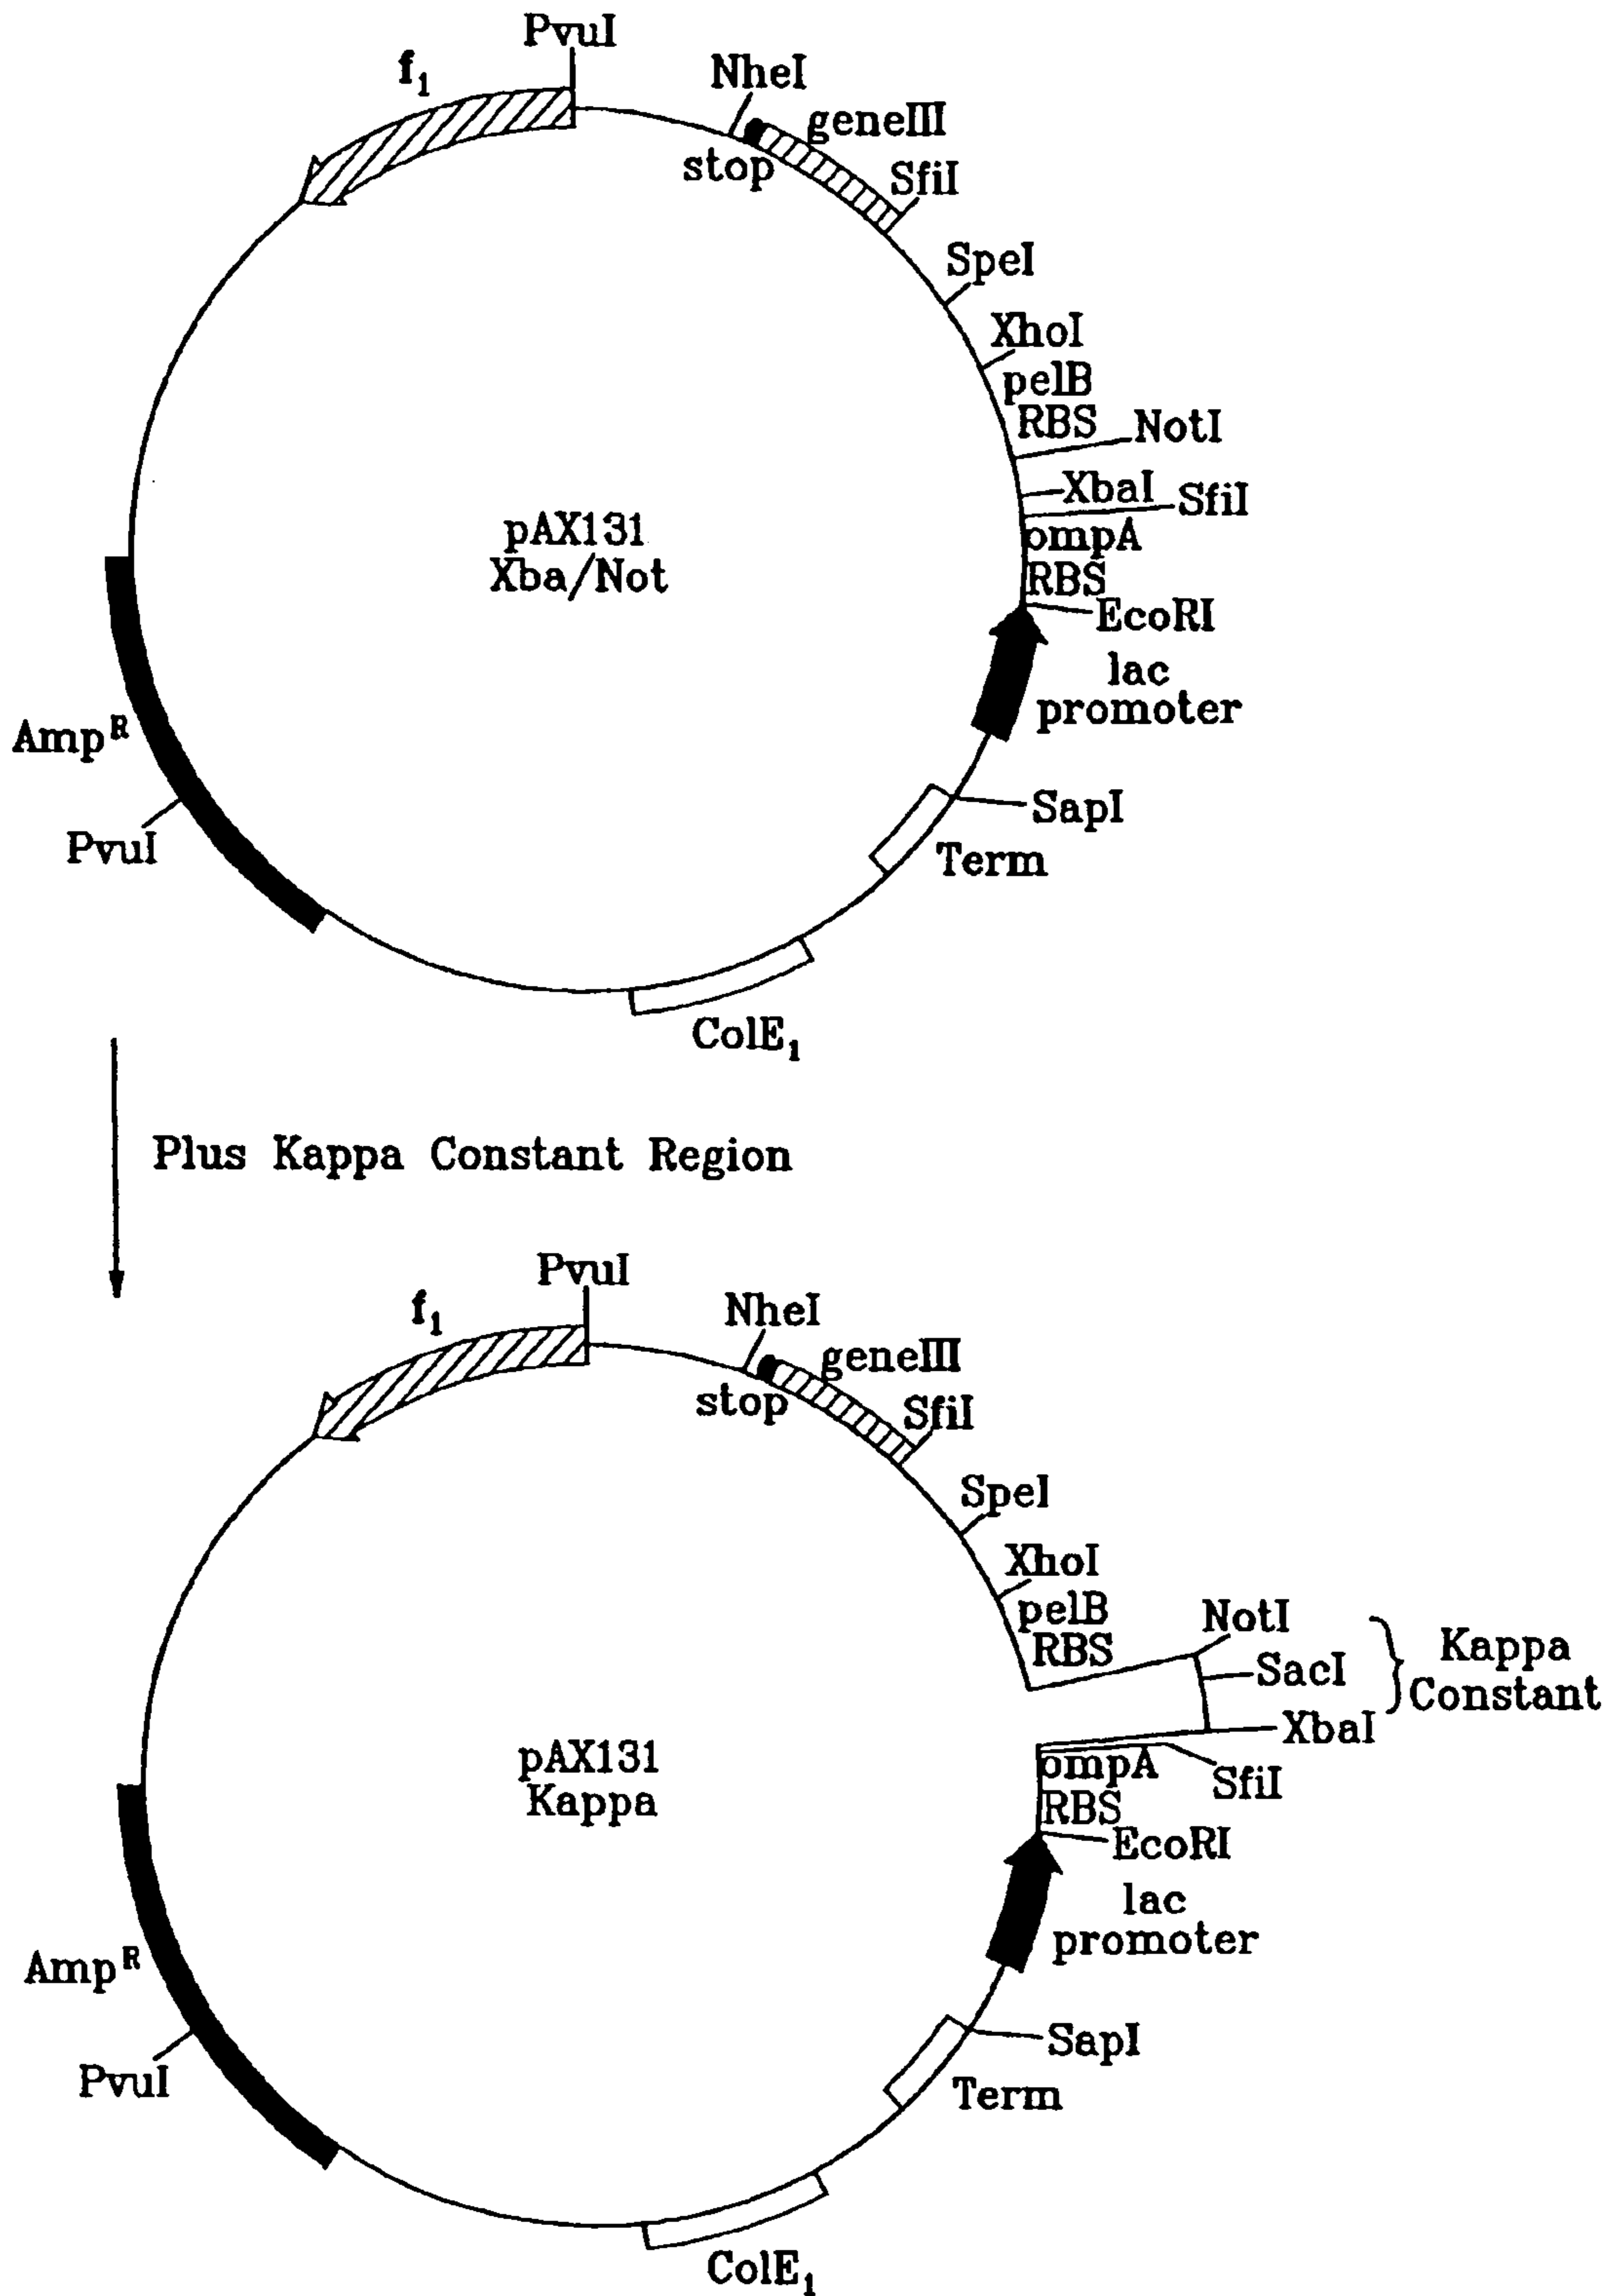 PvuI
f₁
NheI
geneIII
stop
SfiI
SpeI
XhoI
pelB
RBS
NotI
XbaI
SfiI
pAX131
Xba/Not
ompA
RBS
EcoRI
lac
promoter
Ampᴿ
SapI
PvuI
Term
ColE₁
Plus Kappa Constant Region
PvuI
f₁
NheI
geneIII
stop
SfiI
SpeI
XhoI
pelB
RBS
NotI
SacI
XbaI
Kappa
Constant
pAX131
Kappa
ompA
SfiI
RBS
EcoRI
lac
promoter
Ampᴿ
SapI
PvuI
Term
ColE₁